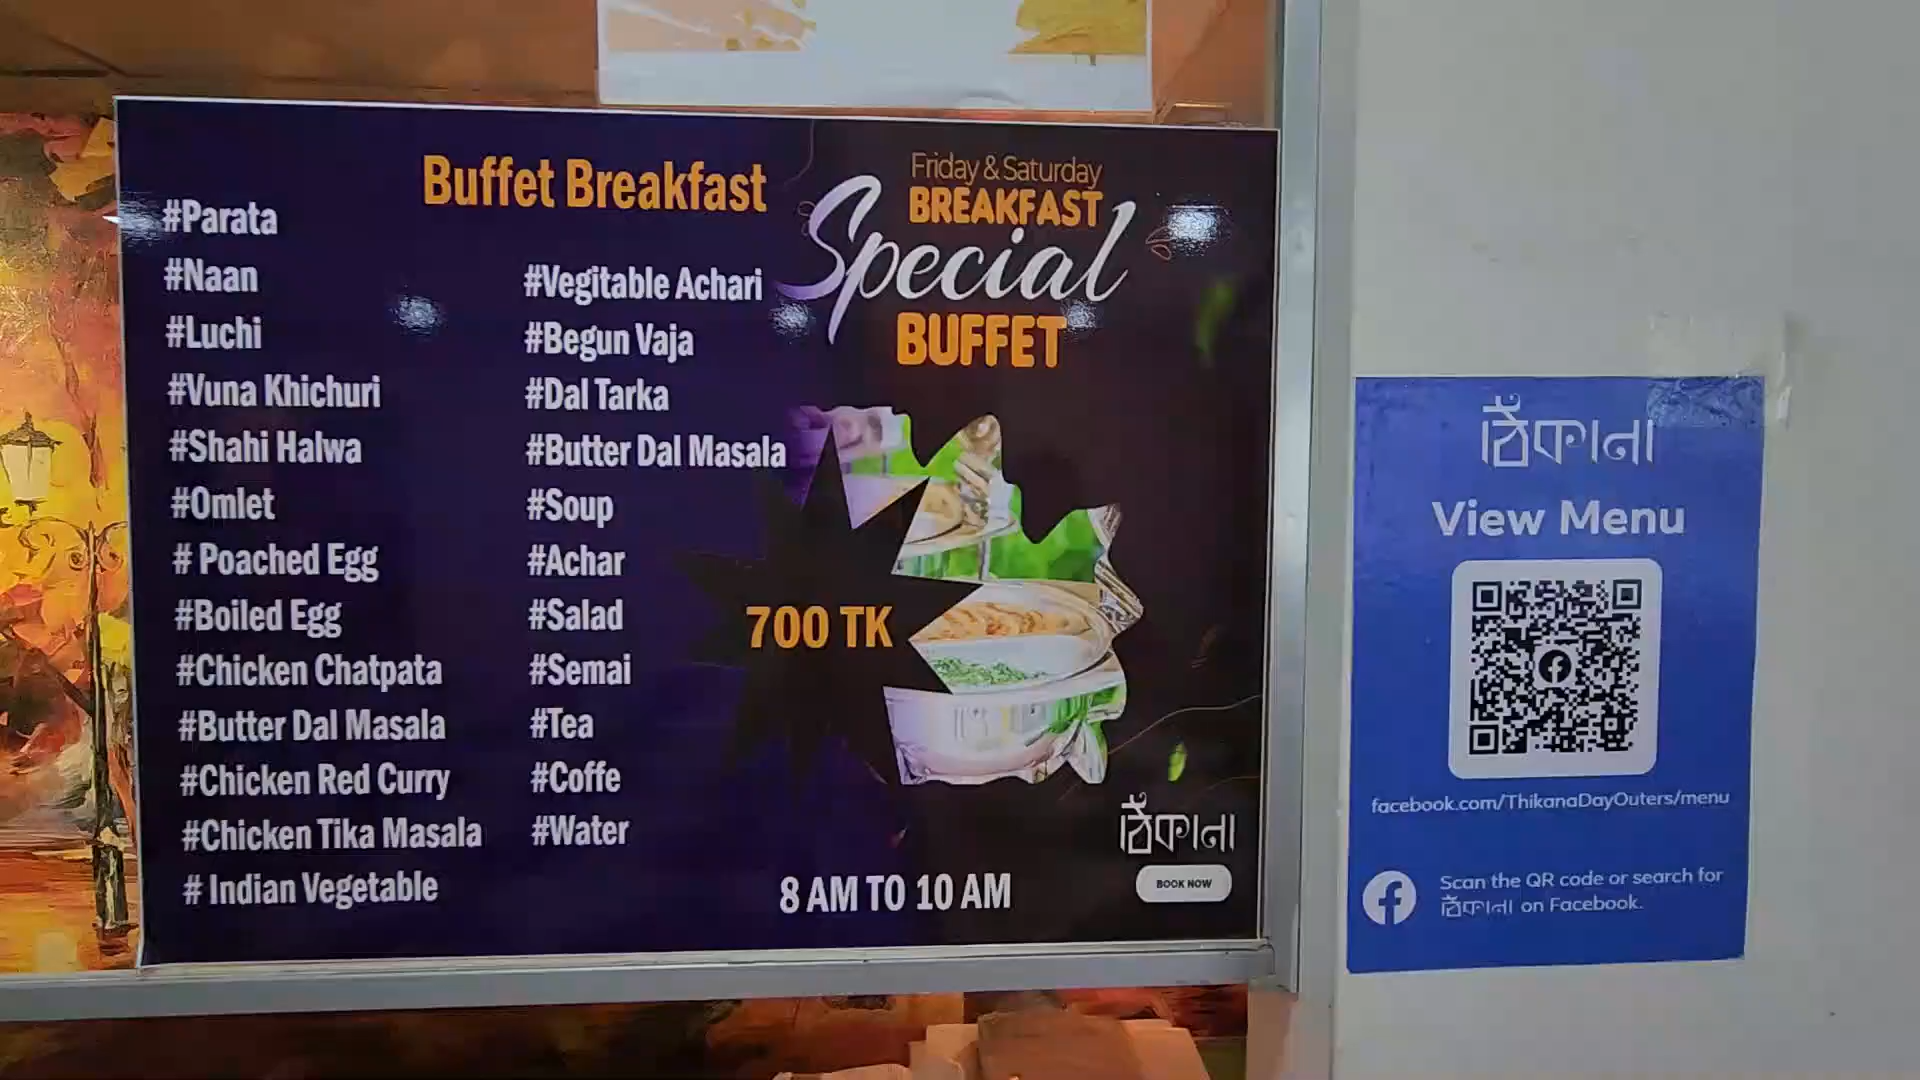 Buffet Breakfast
#Parata
#Naan
#Luchi
#Vuna Khichuri
#Shahi Halwa
#Omlet
# Poached Egg
#Boiled Egg
#Chicken Chatpata
#Butter Dal Masala
#Chicken Red Curry
#Chicken Tika Masala
# Indian Vegetable
#Vegitable Achari
#Begun Vaja
#Dal Tarka
#Butter Dal Masala
#Soup
#Achar
#Salad
#Semai
#Tea
#Coffe
#Water
Friday & Saturday
BREAKFAST
Special
BUFFET
700 TK
8 AM TO 10 AM
ঠিকানা
BOOK NOW
ঠিকানা
View Menu
facebook.com/ThikanaDayOuters/menu
Scan the QR code or search for
ঠিকানা on Facebook.